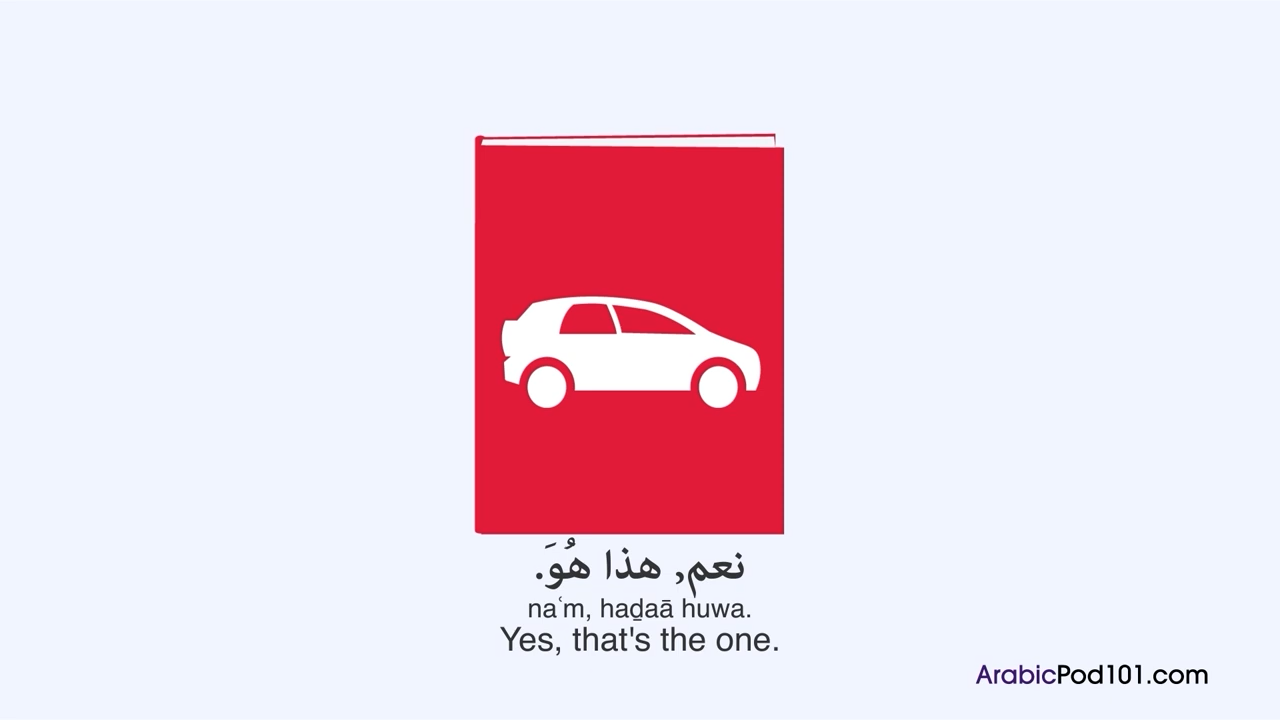 نعم, هذا هُوَ.
naʿm, haḏaā huwa.
Yes, that's the one.
ArabicPod101.com